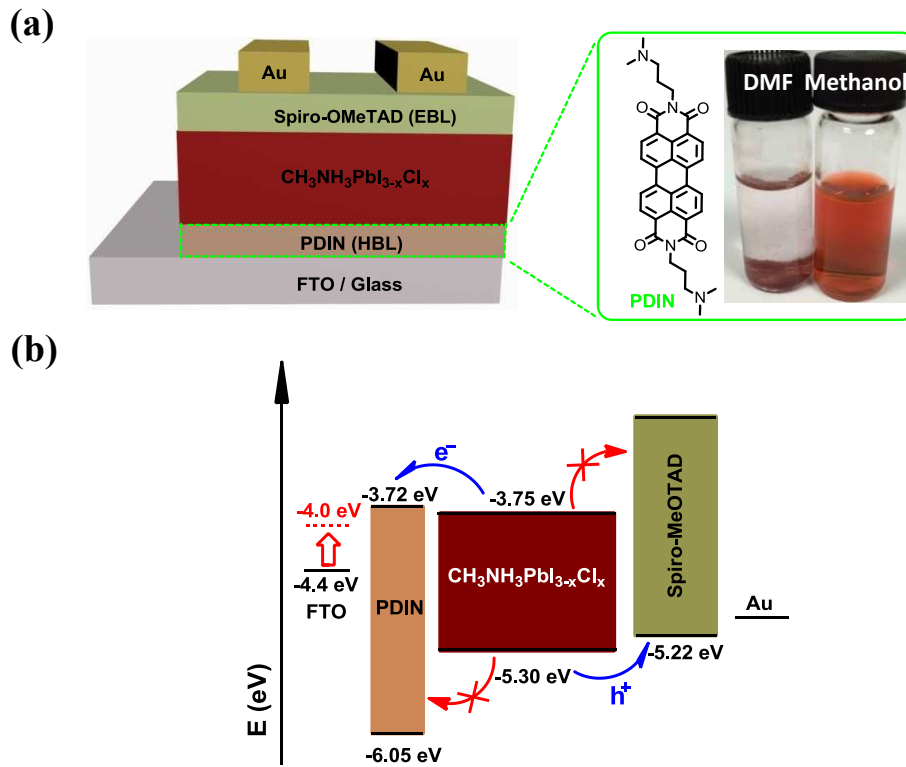 (a)
Au
Au
Spiro-OMeTAD (EBL)
CH₃NH₃PbI₃₋ₓClₓ
PDIN (HBL)
FTO / Glass
N
O
N
O
O
N
O
N
PDIN
DMF
Methanol
(b)
E (eV)
-4.0 eV
-4.4 eV
FTO
e⁻
-3.72 eV
PDIN
-6.05 eV
-3.75 eV
CH₃NH₃PbI₃₋ₓClₓ
-5.30 eV
h⁺
Spiro-MeOTAD
-5.22 eV
Au